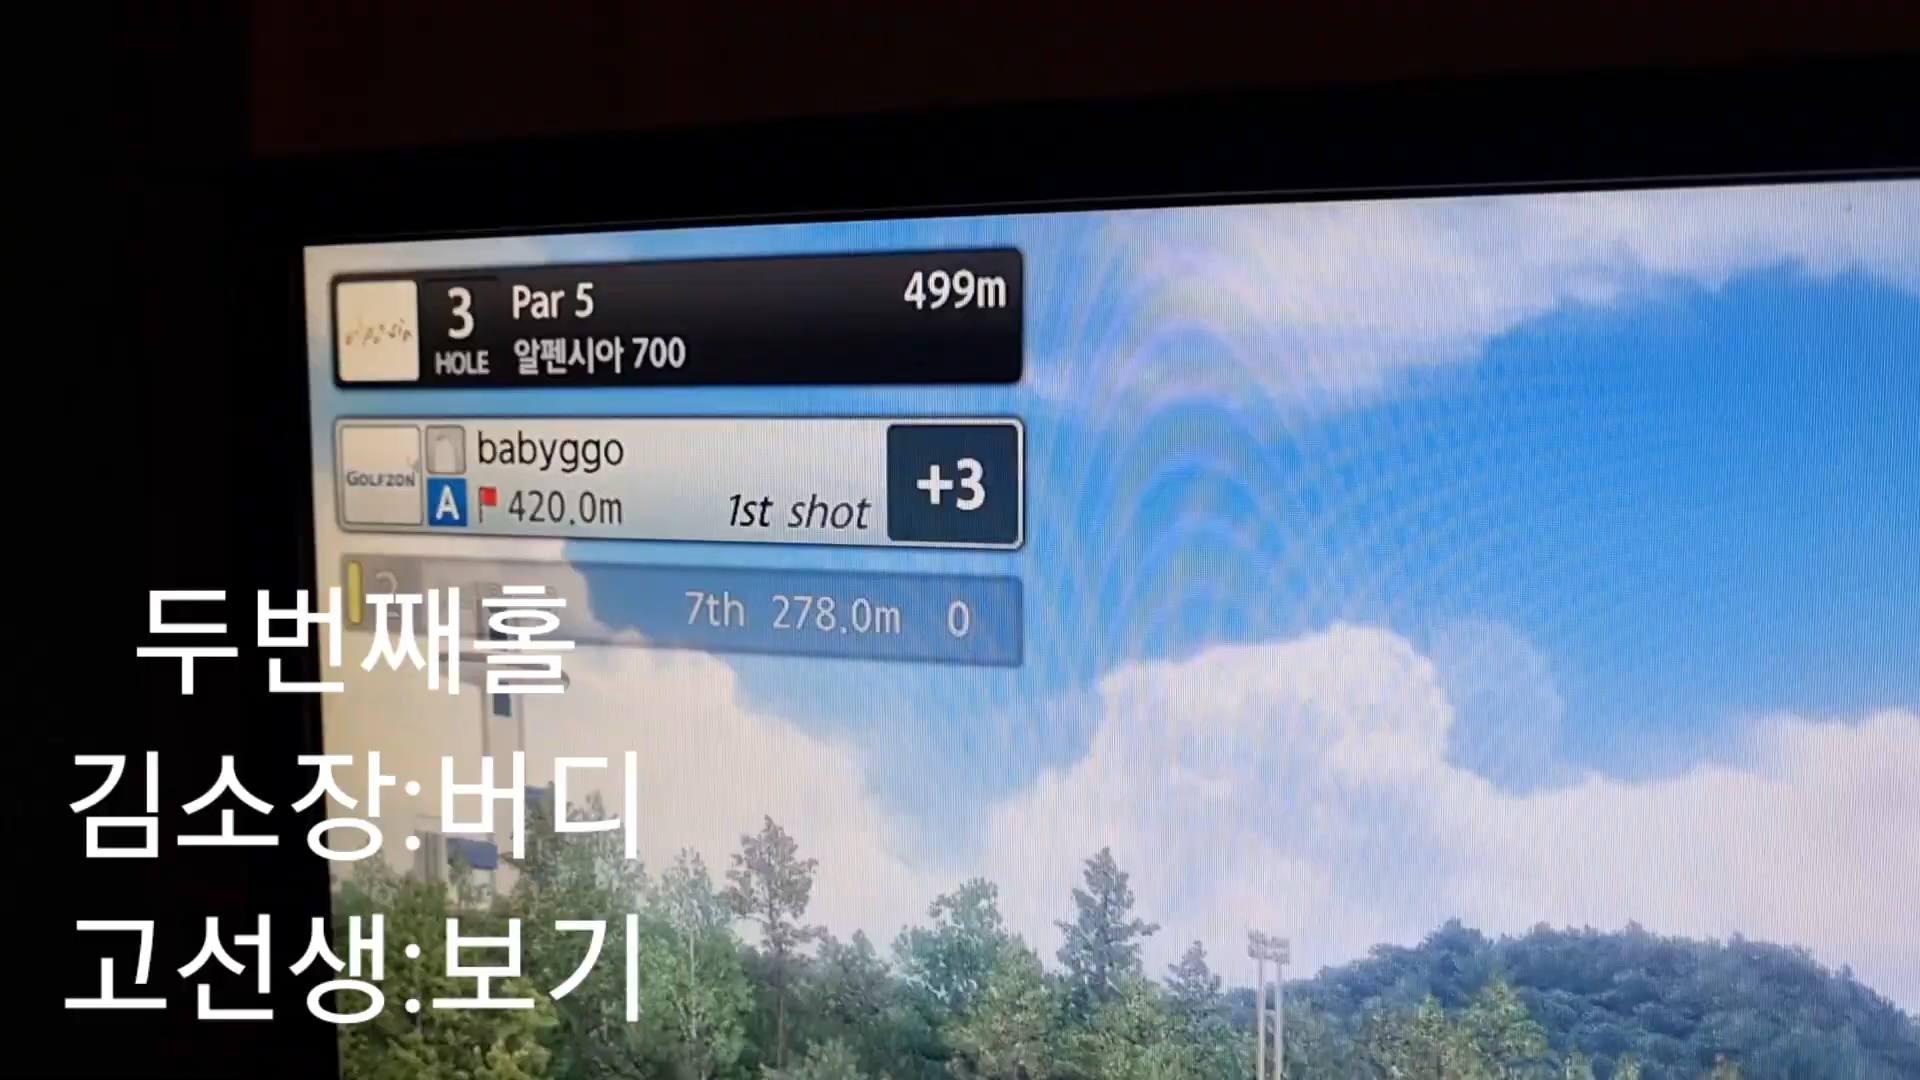 3 HOLE
Par 5
499m
알펜시아 700
GOLFZON
babyggo
A
420.0m
1st shot
+3
7th 278.0m 0
두번째홀
김소장:버디
고선생:보기